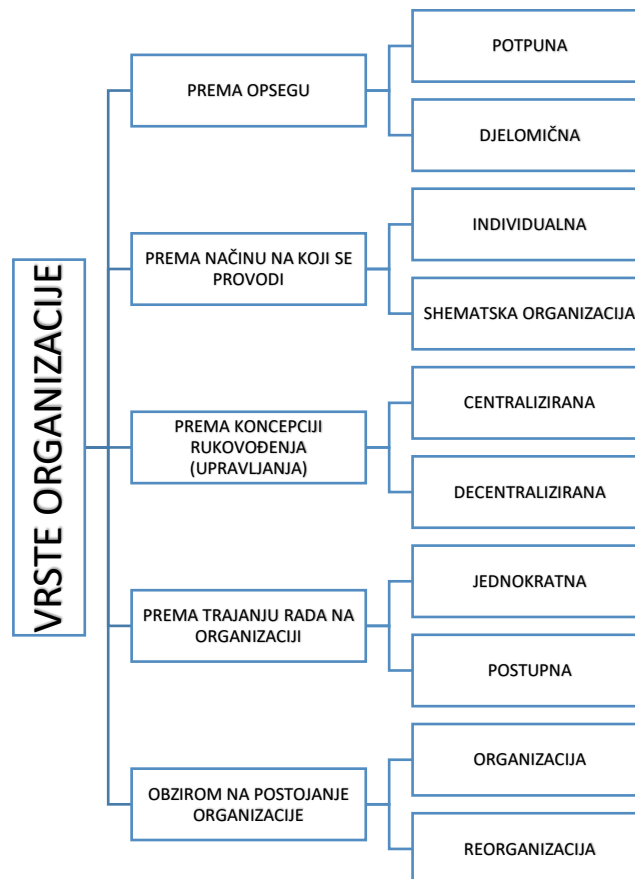 VRSTE ORGANIZACIJE
PREMA OPSEGU
POTPUNA
DJELOMIČNA
PREMA NAČINU NA KOJI SE
PROVODI
INDIVIDUALNA
SHEMATSKA ORGANIZACIJA
PREMA KONCEPCIJI
RUKOVOĐENJA
(UPRAVLJANJA)
CENTRALIZIRANA
DECENTRALIZIRANA
PREMA TRAJANJU RADA NA
ORGANIZACIJI
JEDNOKRATNA
POSTUPNA
OBZIROM NA POSTOJANJE
ORGANIZACIJE
ORGANIZACIJA
REORGANIZACIJA